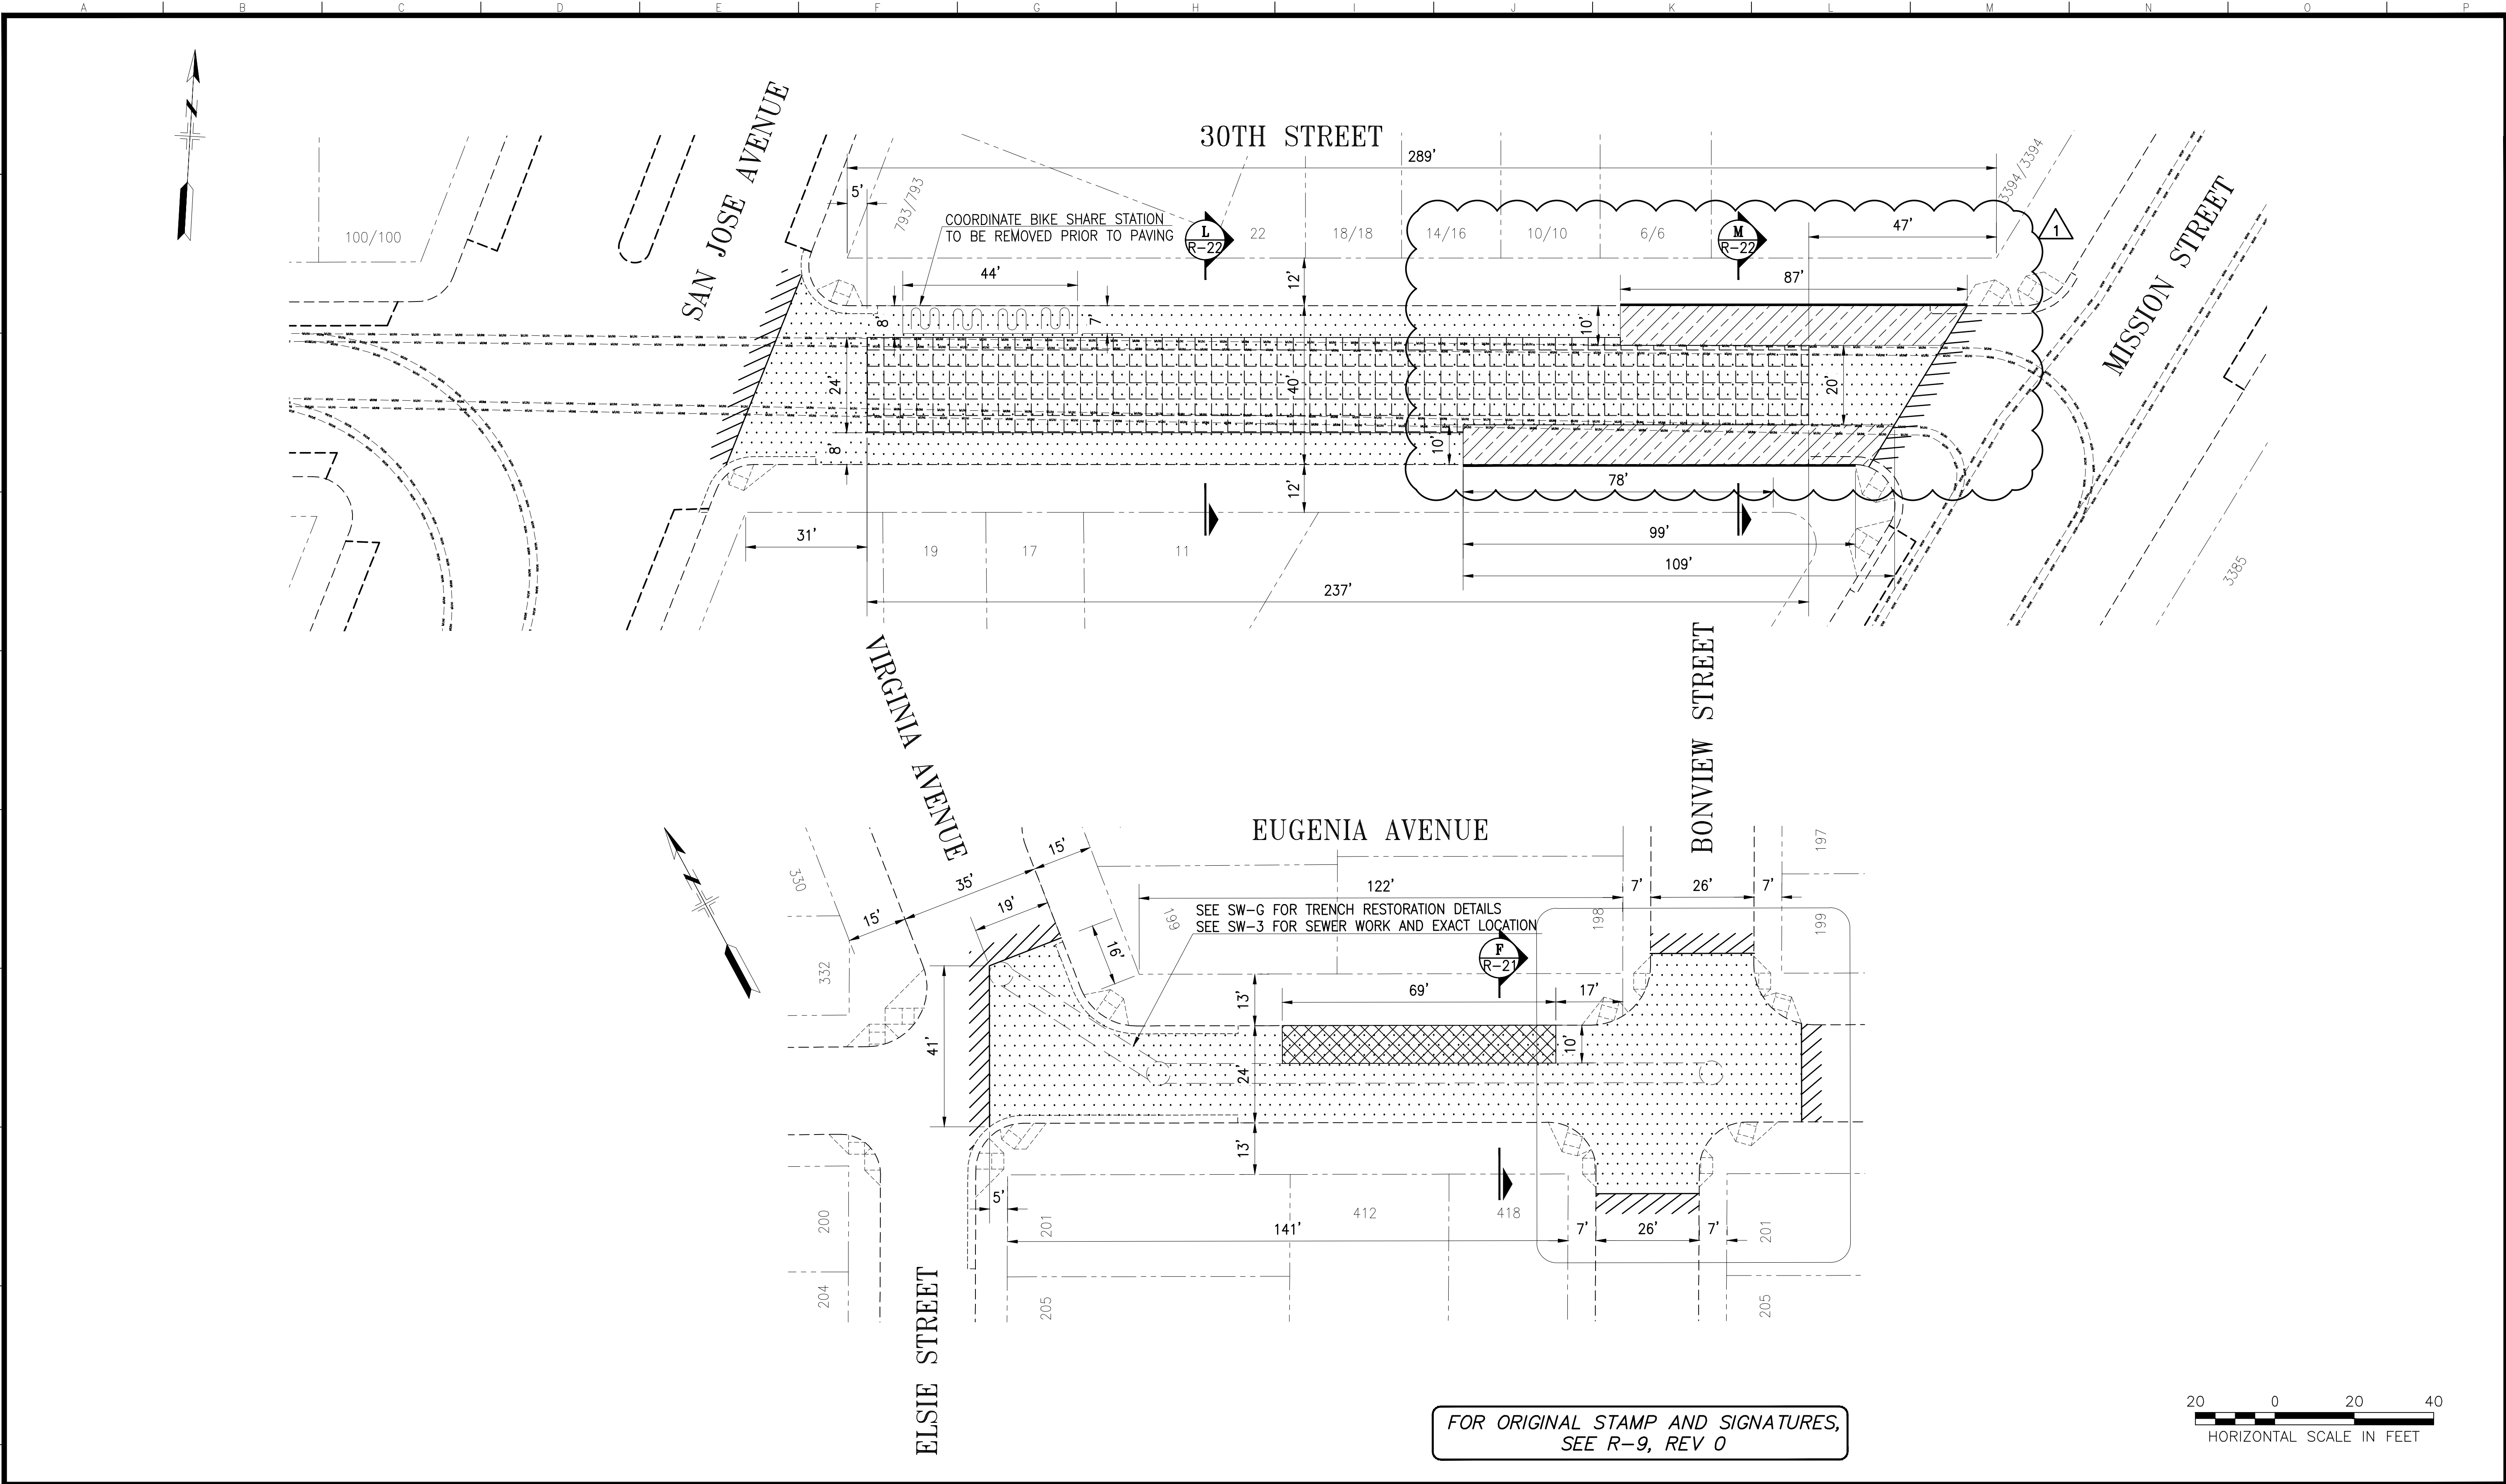 A B C D E F G H I J K L M N O P
N
SAN JOSE AVENUE
30TH STREET
MISSION STREET
289'
5'
793/793
3394/3394
100/100
COORDINATE BIKE SHARE STATION
TO BE REMOVED PRIOR TO PAVING
L
R-22
22
18/18
14/16
10/10
6/6
M
R-22
47'
1
44'
12'
87'
8'
7'
10'
24'
40'
20'
8'
10'
12'
78'
31'
19
17
11
99'
109'
237'
3385
VIRGINIA AVENUE
BONVIEW STREET
EUGENIA AVENUE
N
330
15'
35'
15'
19'
16'
122'
7'
26'
7'
197
199
SEE SW-G FOR TRENCH RESTORATION DETAILS
SEE SW-3 FOR SEWER WORK AND EXACT LOCATION
198
199
332
F
R-21
41'
13'
69'
17'
10'
24'
13'
5'
200
201
412
418
141'
7'
26'
7'
201
204
205
205
ELSIE STREET
FOR ORIGINAL STAMP AND SIGNATURES,
SEE R-9, REV 0
20 0 20 40
HORIZONTAL SCALE IN FEET